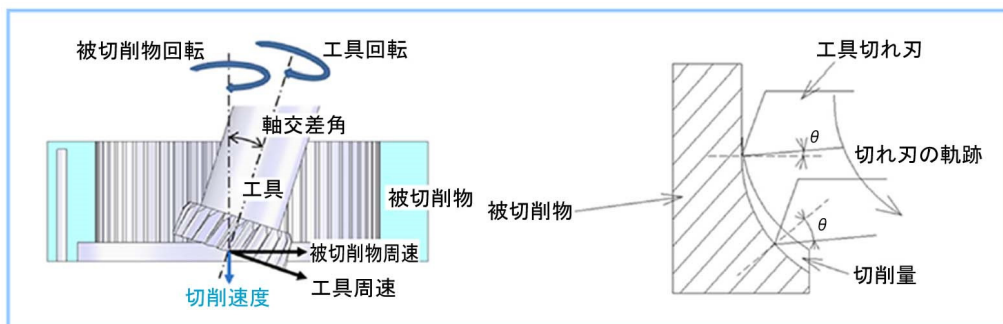 被切削物回転
工具回転
軸交差角
工具
被切削物
被切削物周速
工具周速
切削速度
工具切れ刃
θ
切れ刃の軌跡
被切削物
θ
切削量